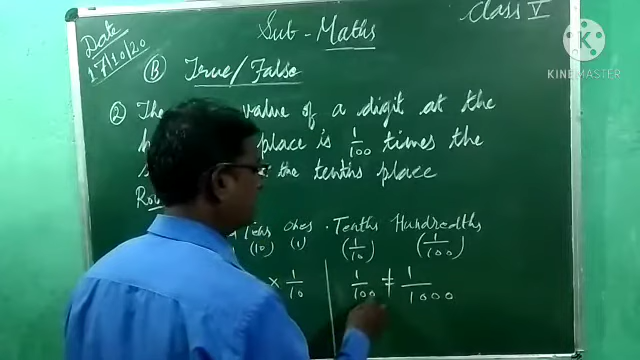 Class V
Sub - Maths
Date
17/10/20
KINEMASTER
B True/False
2 The value of a digit at the
place is 1/100 times the
the tenths place
Tens Ones . Tenths Hundredths
(10) (1) (1/10) (1/100)
× 1/10 1/100 ≠ 1/1000